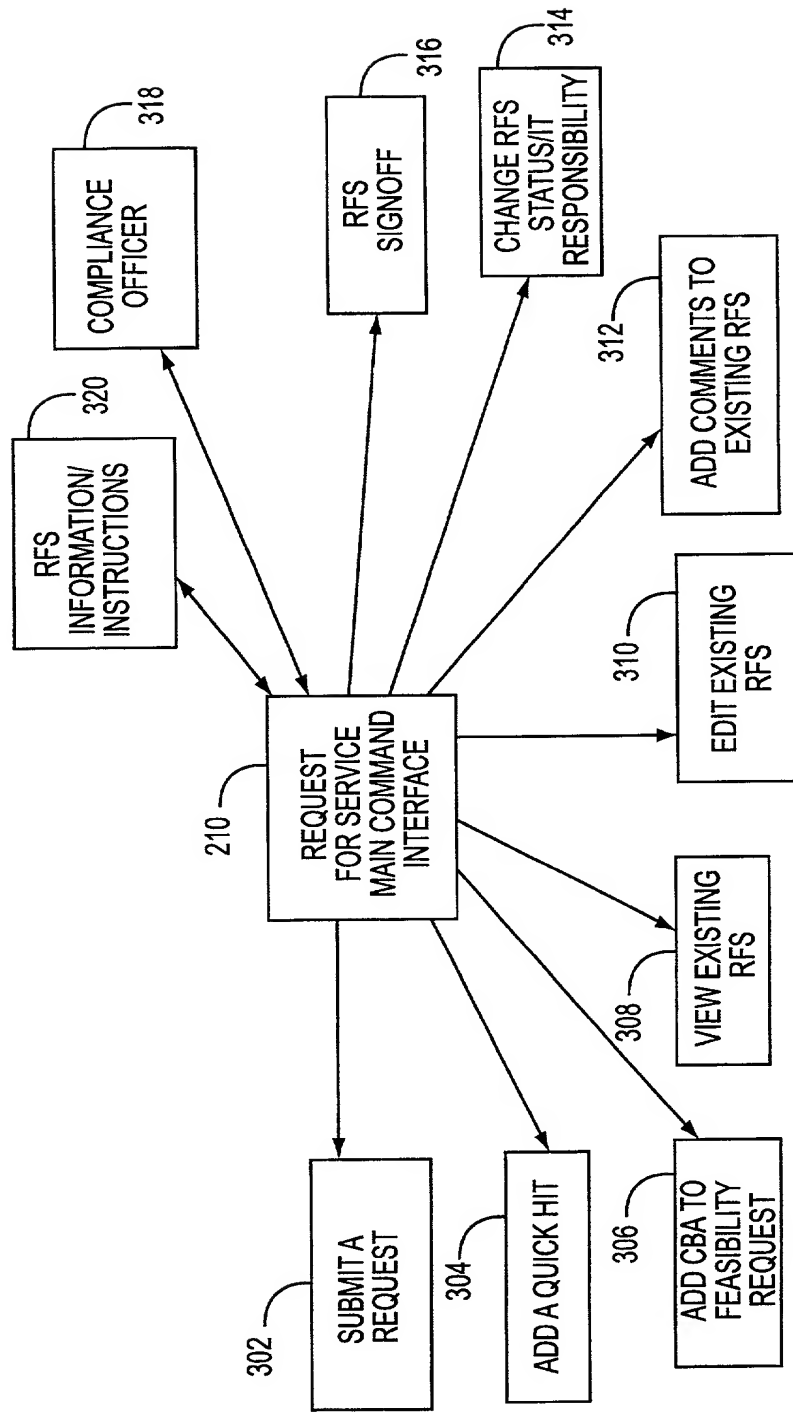 318
COMPLIANCE
OFFICER
320
RFS
INFORMATION/
INSTRUCTIONS
316
RFS
SIGNOFF
314
CHANGE RFS
STATUS/IT
RESPONSIBILITY
210
REQUEST
FOR SERVICE
MAIN COMMAND
INTERFACE
312
ADD COMMENTS TO
EXISTING RFS
302
SUBMIT A
REQUEST
304
ADD A QUICK HIT
306
ADD CBA TO
FEASIBILITY
REQUEST
308
VIEW EXISTING
RFS
310
EDIT EXISTING
RFS